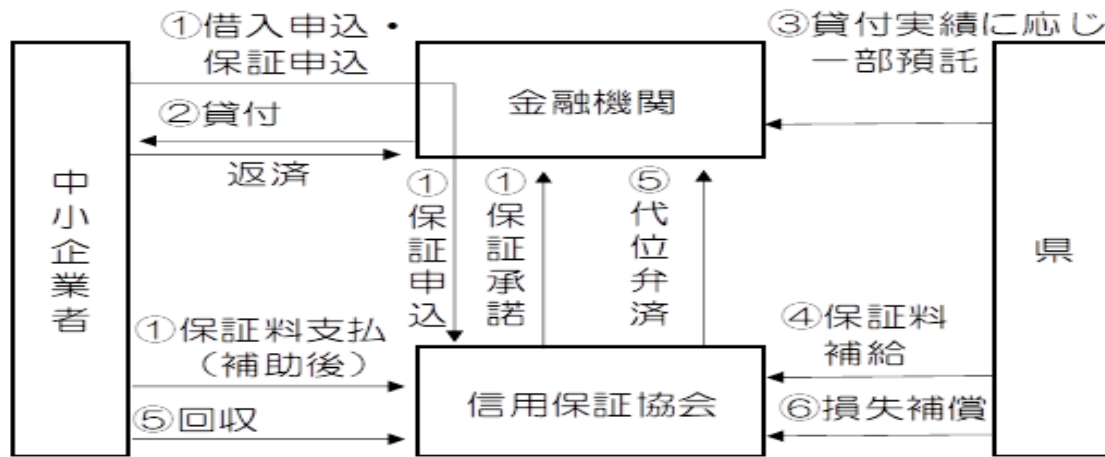 ①借入申込・
保証申込
③貸付実績に応じ
一部預託
金融機関
②貸付
返済
中小企業者
①保証申込
①保証承諾
⑤代位弁済
県
①保証料支払
（補助後）
④保証料
補給
信用保証協会
⑤回収
⑥損失補償